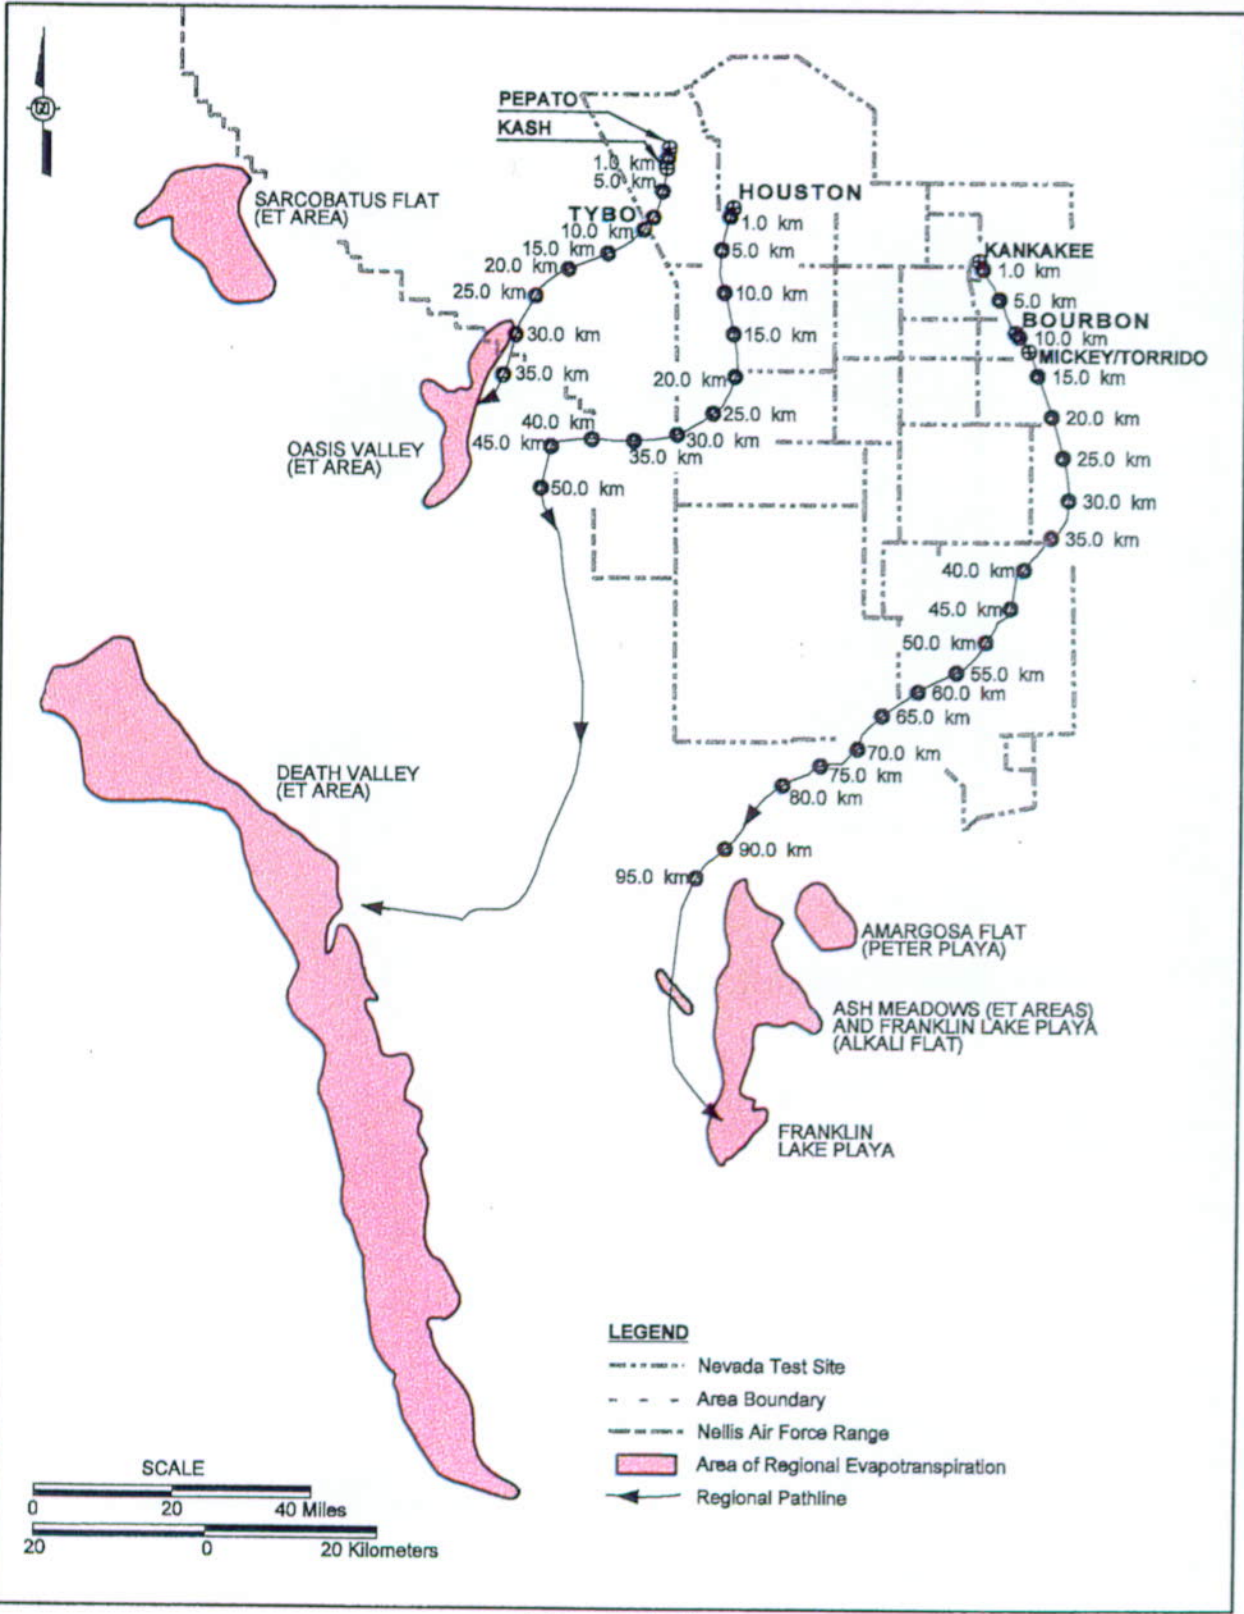 PEPATO
KASH
1.0 km
5.0 km
TYBO
10.0 km
15.0 km
20.0 km
25.0 km
30.0 km
35.0 km
SARCOBATUS FLAT
(ET AREA)
OASIS VALLEY
(ET AREA)
HOUSTON
1.0 km
5.0 km
10.0 km
15.0 km
20.0 km
25.0 km
30.0 km
35.0 km
40.0 km
45.0 km
50.0 km
KANKAKEE
1.0 km
5.0 km
BOURBON
10.0 km
MICKEY/TORRIDO
15.0 km
20.0 km
25.0 km
30.0 km
35.0 km
40.0 km
45.0 km
50.0 km
55.0 km
60.0 km
65.0 km
70.0 km
75.0 km
80.0 km
90.0 km
95.0 km
DEATH VALLEY
(ET AREA)
AMARGOSA FLAT
(PETER PLAYA)
ASH MEADOWS (ET AREAS)
AND FRANKLIN LAKE PLAYA
(ALKALI FLAT)
FRANKLIN
LAKE PLAYA
LEGEND
Nevada Test Site
Area Boundary
Nellis Air Force Range
Area of Regional Evapotranspiration
Regional Pathline
SCALE
0 20 40 Miles
20 0 20 Kilometers